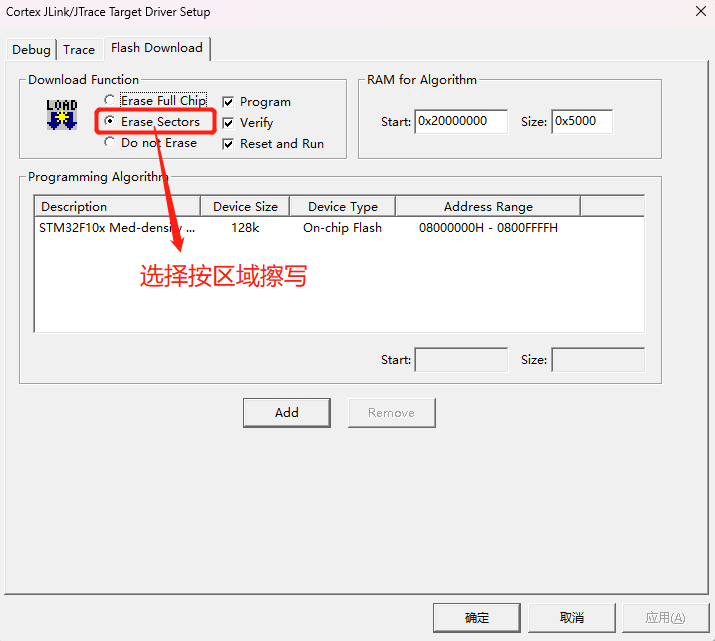 Cortex JLink/JTrace Target Driver Setup
Debug Trace Flash Download
Download Function
LOAD
Erase Full Chip
Erase Sectors
Do not Erase
Program
Verify
Reset and Run
RAM for Algorithm
Start: 0x20000000 Size: 0x5000
Programming Algorithm
Description Device Size Device Type Address Range
STM32F10x Med-density ... 128k On-chip Flash 08000000H - 0800FFFFH
选择按区域擦写
Start: Size:
Add Remove
确定 取消 应用(A)